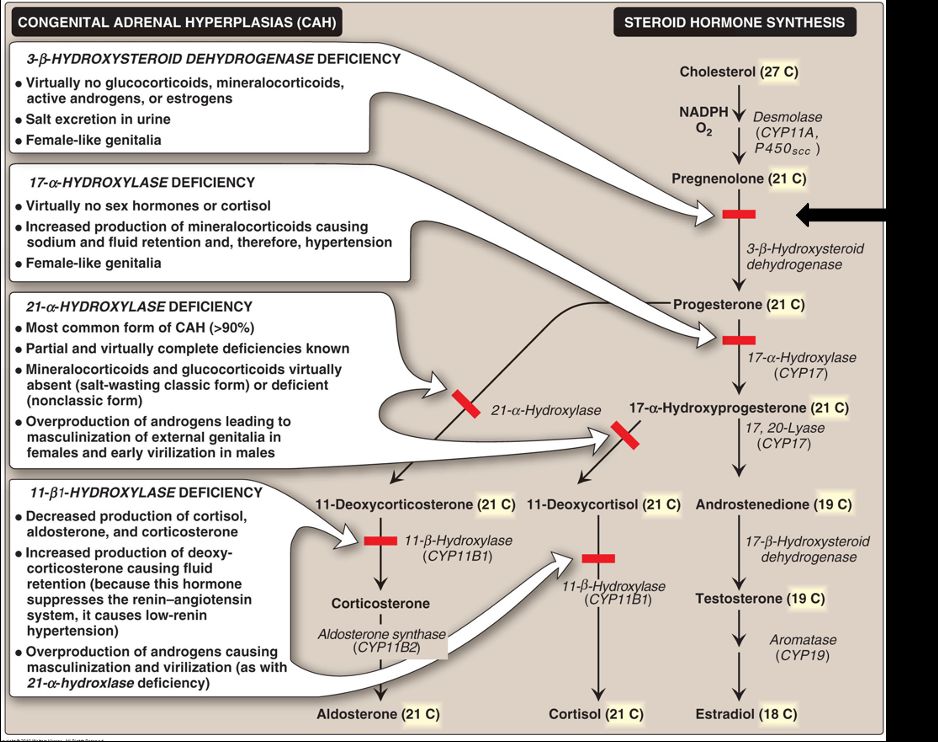 CONGENITAL ADRENAL HYPERPLASIAS (CAH)
3-β-HYDROXYSTEROID DEHYDROGENASE DEFICIENCY
● Virtually no glucocorticoids, mineralocorticoids,
active androgens, or estrogens
● Salt excretion in urine
● Female-like genitalia
17-α-HYDROXYLASE DEFICIENCY
● Virtually no sex hormones or cortisol
● Increased production of mineralocorticoids causing
sodium and fluid retention and, therefore, hypertension
● Female-like genitalia
21-α-HYDROXYLASE DEFICIENCY
● Most common form of CAH (>90%)
● Partial and virtually complete deficiencies known
● Mineralocorticoids and glucocorticoids virtually
absent (salt-wasting classic form) or deficient
(nonclassic form)
● Overproduction of androgens leading to
masculinization of external genitalia in
females and early virilization in males
11-β1-HYDROXYLASE DEFICIENCY
● Decreased production of cortisol,
aldosterone, and corticosterone
● Increased production of deoxy-
corticosterone causing fluid
retention (because this hormone
suppresses the renin–angiotensin
system, it causes low-renin
hypertension)
● Overproduction of androgens causing
masculinization and virilization (as with
21-α-hydroxlase deficiency)
STEROID HORMONE SYNTHESIS
Cholesterol (27 C)
NADPH
O2
Desmolase
(CYP11A,
P450scc )
Pregnenolone (21 C)
3-β-Hydroxysteroid
dehydrogenase
Progesterone (21 C)
17-α-Hydroxylase
(CYP17)
21-α-Hydroxylase
17-α-Hydroxyprogesterone (21 C)
17, 20-Lyase
(CYP17)
11-Deoxycorticosterone (21 C)
11-Deoxycortisol (21 C)
Androstenedione (19 C)
11-β-Hydroxylase
(CYP11B1)
11-β-Hydroxylase
(CYP11B1)
17-β-Hydroxysteroid
dehydrogenase
Corticosterone
Testosterone (19 C)
Aldosterone synthase
(CYP11B2)
Aromatase
(CYP19)
Aldosterone (21 C)
Cortisol (21 C)
Estradiol (18 C)